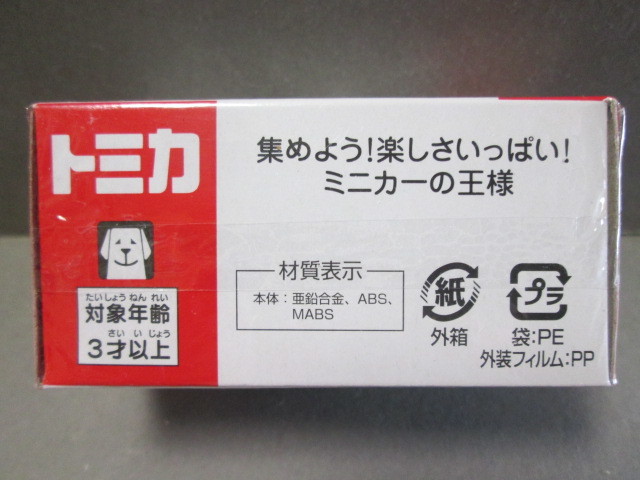 トミカ
集めよう!楽しさいっぱい!
ミニカーの王様
たいしょう ねん れい
対象年齢
さい い じょう
3才以上
材質表示
本体:亜鉛合金、ABS、
MABS
紙
外箱
プラ
袋:PE
外装フィルム:PP